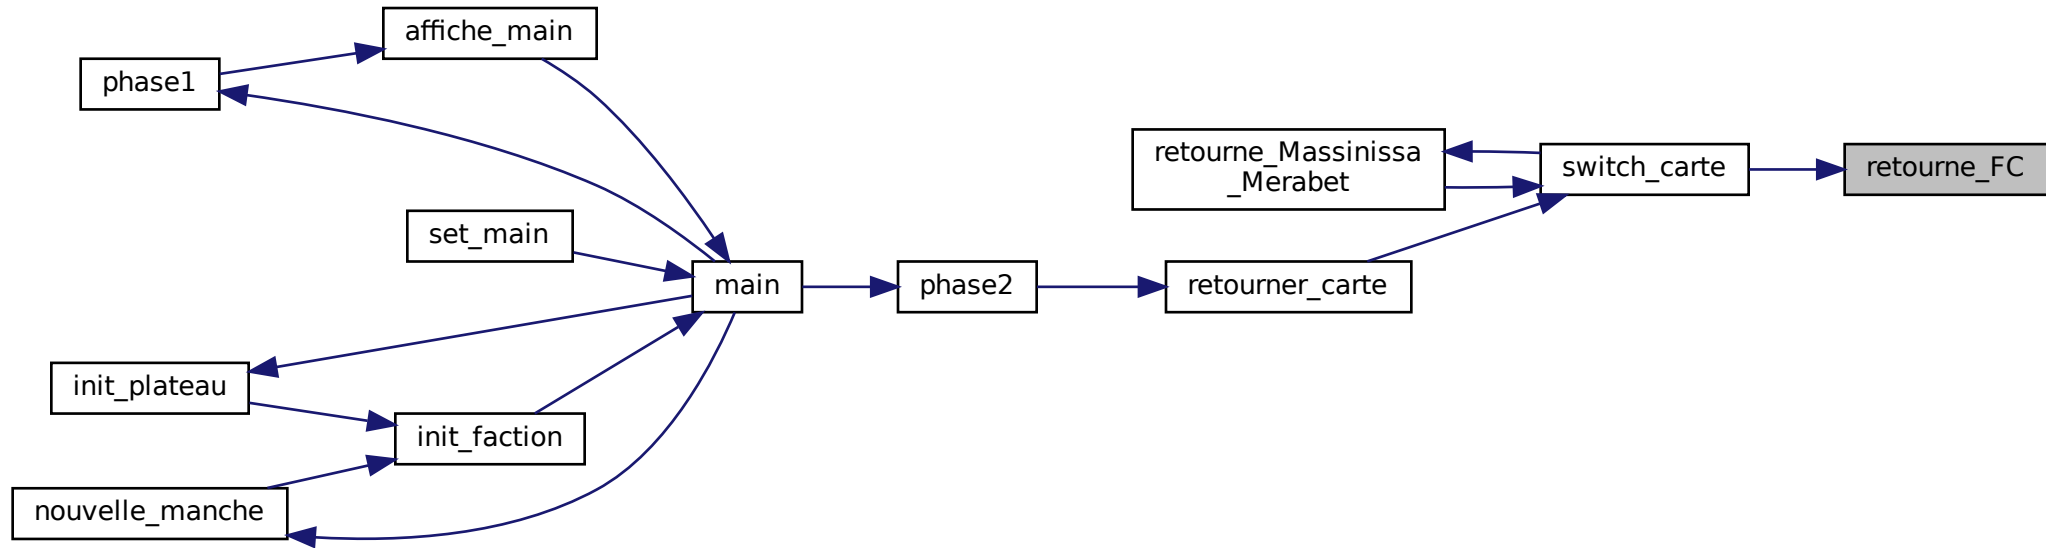 affiche_main
phase1
retourne_Massinissa
_Merabet
switch_carte
retourne_FC
set_main
main
phase2
retourner_carte
init_plateau
init_faction
nouvelle_manche